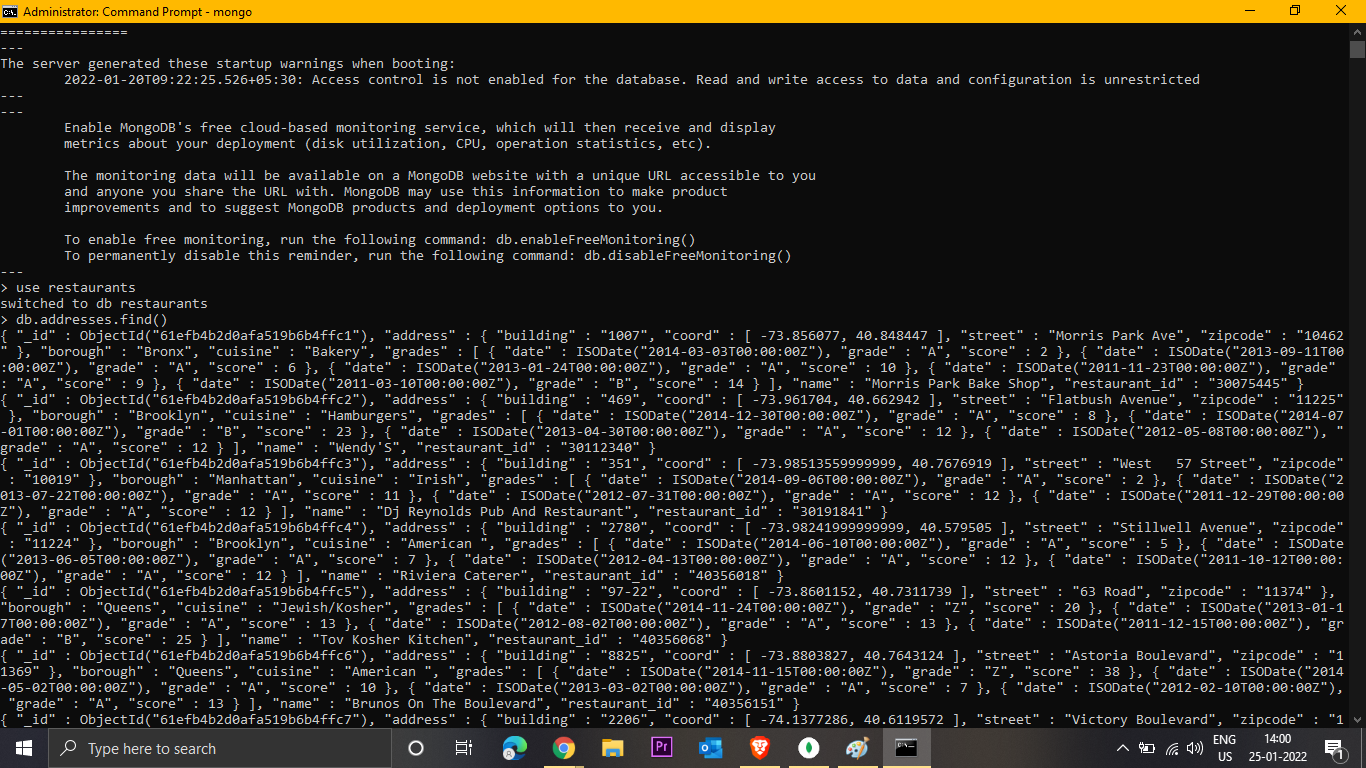 Administrator: Command Prompt - mongo
================
---
The server generated these startup warnings when booting:
        2022-01-20T09:22:25.526+05:30: Access control is not enabled for the database. Read and write access to data and configuration is unrestricted
---
---
        Enable MongoDB's free cloud-based monitoring service, which will then receive and display
        metrics about your deployment (disk utilization, CPU, operation statistics, etc).

        The monitoring data will be available on a MongoDB website with a unique URL accessible to you
        and anyone you share the URL with. MongoDB may use this information to make product
        improvements and to suggest MongoDB products and deployment options to you.

        To enable free monitoring, run the following command: db.enableFreeMonitoring()
        To permanently disable this reminder, run the following command: db.disableFreeMonitoring()
---
> use restaurants
switched to db restaurants
> db.addresses.find()
{ "_id" : ObjectId("61efb4b2d0afa519b6b4ffc1"), "address" : { "building" : "1007", "coord" : [ -73.856077, 40.848447 ], "street" : "Morris Park Ave", "zipcode" : "10462
" }, "borough" : "Bronx", "cuisine" : "Bakery", "grades" : [ { "date" : ISODate("2014-03-03T00:00:00Z"), "grade" : "A", "score" : 2 }, { "date" : ISODate("2013-09-11T00
:00:00Z"), "grade" : "A", "score" : 6 }, { "date" : ISODate("2013-01-24T00:00:00Z"), "grade" : "A", "score" : 10 }, { "date" : ISODate("2011-11-23T00:00:00Z"), "grade"
: "A", "score" : 9 }, { "date" : ISODate("2011-03-10T00:00:00Z"), "grade" : "B", "score" : 14 } ], "name" : "Morris Park Bake Shop", "restaurant_id" : "30075445" }
{ "_id" : ObjectId("61efb4b2d0afa519b6b4ffc2"), "address" : { "building" : "469", "coord" : [ -73.961704, 40.662942 ], "street" : "Flatbush Avenue", "zipcode" : "11225"
 }, "borough" : "Brooklyn", "cuisine" : "Hamburgers", "grades" : [ { "date" : ISODate("2014-12-30T00:00:00Z"), "grade" : "A", "score" : 8 }, { "date" : ISODate("2014-07
-01T00:00:00Z"), "grade" : "B", "score" : 23 }, { "date" : ISODate("2013-04-30T00:00:00Z"), "grade" : "A", "score" : 12 }, { "date" : ISODate("2012-05-08T00:00:00Z"), "
grade" : "A", "score" : 12 } ], "name" : "Wendy'S", "restaurant_id" : "30112340" }
{ "_id" : ObjectId("61efb4b2d0afa519b6b4ffc3"), "address" : { "building" : "351", "coord" : [ -73.98513559999999, 40.7676919 ], "street" : "West   57 Street", "zipcode"
 : "10019" }, "borough" : "Manhattan", "cuisine" : "Irish", "grades" : [ { "date" : ISODate("2014-09-06T00:00:00Z"), "grade" : "A", "score" : 2 }, { "date" : ISODate("2
013-07-22T00:00:00Z"), "grade" : "A", "score" : 11 }, { "date" : ISODate("2012-07-31T00:00:00Z"), "grade" : "A", "score" : 12 }, { "date" : ISODate("2011-12-29T00:00:00
Z"), "grade" : "A", "score" : 12 } ], "name" : "Dj Reynolds Pub And Restaurant", "restaurant_id" : "30191841" }
{ "_id" : ObjectId("61efb4b2d0afa519b6b4ffc4"), "address" : { "building" : "2780", "coord" : [ -73.98241999999999, 40.579505 ], "street" : "Stillwell Avenue", "zipcode"
 : "11224" }, "borough" : "Brooklyn", "cuisine" : "American ", "grades" : [ { "date" : ISODate("2014-06-10T00:00:00Z"), "grade" : "A", "score" : 5 }, { "date" : ISODate
("2013-06-05T00:00:00Z"), "grade" : "A", "score" : 7 }, { "date" : ISODate("2012-04-13T00:00:00Z"), "grade" : "A", "score" : 12 }, { "date" : ISODate("2011-10-12T00:00:
00Z"), "grade" : "A", "score" : 12 } ], "name" : "Riviera Caterer", "restaurant_id" : "40356018" }
{ "_id" : ObjectId("61efb4b2d0afa519b6b4ffc5"), "address" : { "building" : "97-22", "coord" : [ -73.8601152, 40.7311739 ], "street" : "63 Road", "zipcode" : "11374" },
"borough" : "Queens", "cuisine" : "Jewish/Kosher", "grades" : [ { "date" : ISODate("2014-11-24T00:00:00Z"), "grade" : "Z", "score" : 20 }, { "date" : ISODate("2013-01-1
7T00:00:00Z"), "grade" : "A", "score" : 13 }, { "date" : ISODate("2012-08-02T00:00:00Z"), "grade" : "A", "score" : 13 }, { "date" : ISODate("2011-12-15T00:00:00Z"), "gr
ade" : "B", "score" : 25 } ], "name" : "Tov Kosher Kitchen", "restaurant_id" : "40356068" }
{ "_id" : ObjectId("61efb4b2d0afa519b6b4ffc6"), "address" : { "building" : "8825", "coord" : [ -73.8803827, 40.7643124 ], "street" : "Astoria Boulevard", "zipcode" : "1
1369" }, "borough" : "Queens", "cuisine" : "American ", "grades" : [ { "date" : ISODate("2014-11-15T00:00:00Z"), "grade" : "Z", "score" : 38 }, { "date" : ISODate("2014
-05-02T00:00:00Z"), "grade" : "A", "score" : 10 }, { "date" : ISODate("2013-03-02T00:00:00Z"), "grade" : "A", "score" : 7 }, { "date" : ISODate("2012-02-10T00:00:00Z"),
 "grade" : "A", "score" : 13 } ], "name" : "Brunos On The Boulevard", "restaurant_id" : "40356151" }
{ "_id" : ObjectId("61efb4b2d0afa519b6b4ffc7"), "address" : { "building" : "2206", "coord" : [ -74.1377286, 40.6119572 ], "street" : "Victory Boulevard", "zipcode" : "1
Type here to search
Pr
ENG
US
14:00
25-01-2022
1